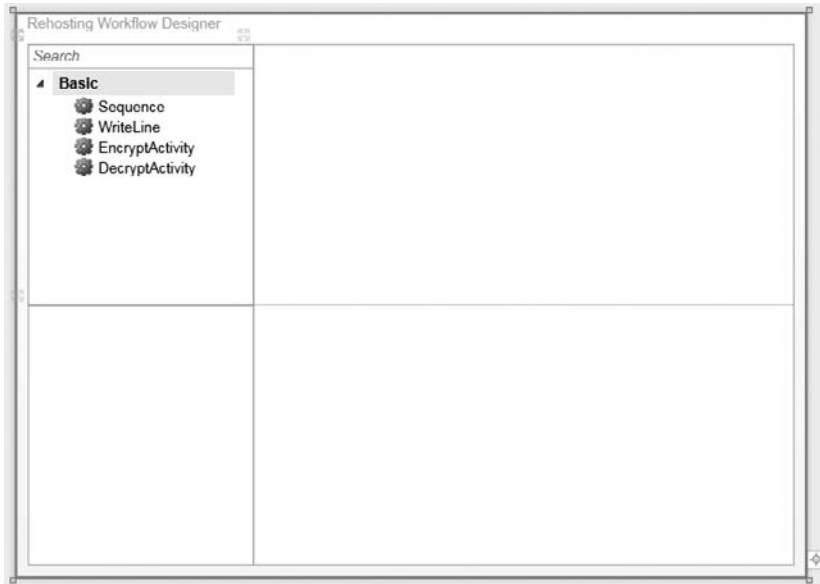 Rehosting Workflow Designer
Search
Basic
Sequence
WriteLine
EncryptActivity
DecryptActivity